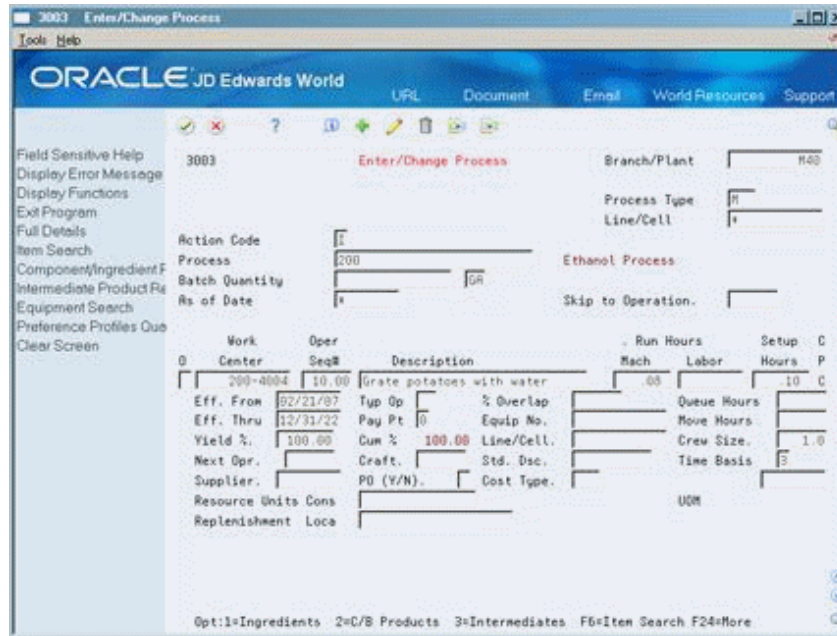 3003 Enter/Change Process
Tools Help
ORACLE JD Edwards World
URL Document Email World Resources Support
Field Sensitive Help
Display Error Message
Display Functions
Exit Program
Full Details
Item Search
Component/Ingredient
Intermediate Product Re
Equipment Search
Preference Profiles Que
Clear Screen
3003 Enter/Change Process Branch/Plant M40
Process Type M
Line/Cell *
Action Code I
Process 200 Ethanol Process
Batch Quantity GA
As of Date * Skip to Operation.
Work Oper . Run Hours Setup C
O Center Seq# Description Mach Labor Hours P
200-4004 10.00 Grate potatoes with water .08 .10 C
Eff. From 02/21/07 Typ Op % Overlap Queue Hours
Eff. Thru 12/31/22 Pay Pt 0 Equip No. Move Hours
Yield %. 100.00 Cum % 100.00 Line/Cell. Crew Size. 1.0
Next Opr. Craft. Std. Dsc. Time Basis 3
Supplier. PO (Y/N). Cost Type.
Resource Units Cons UOM
Replenishment Loca
Opt:1=Ingredients 2=C/B Products 3=Intermediates F6=Item Search F24=More